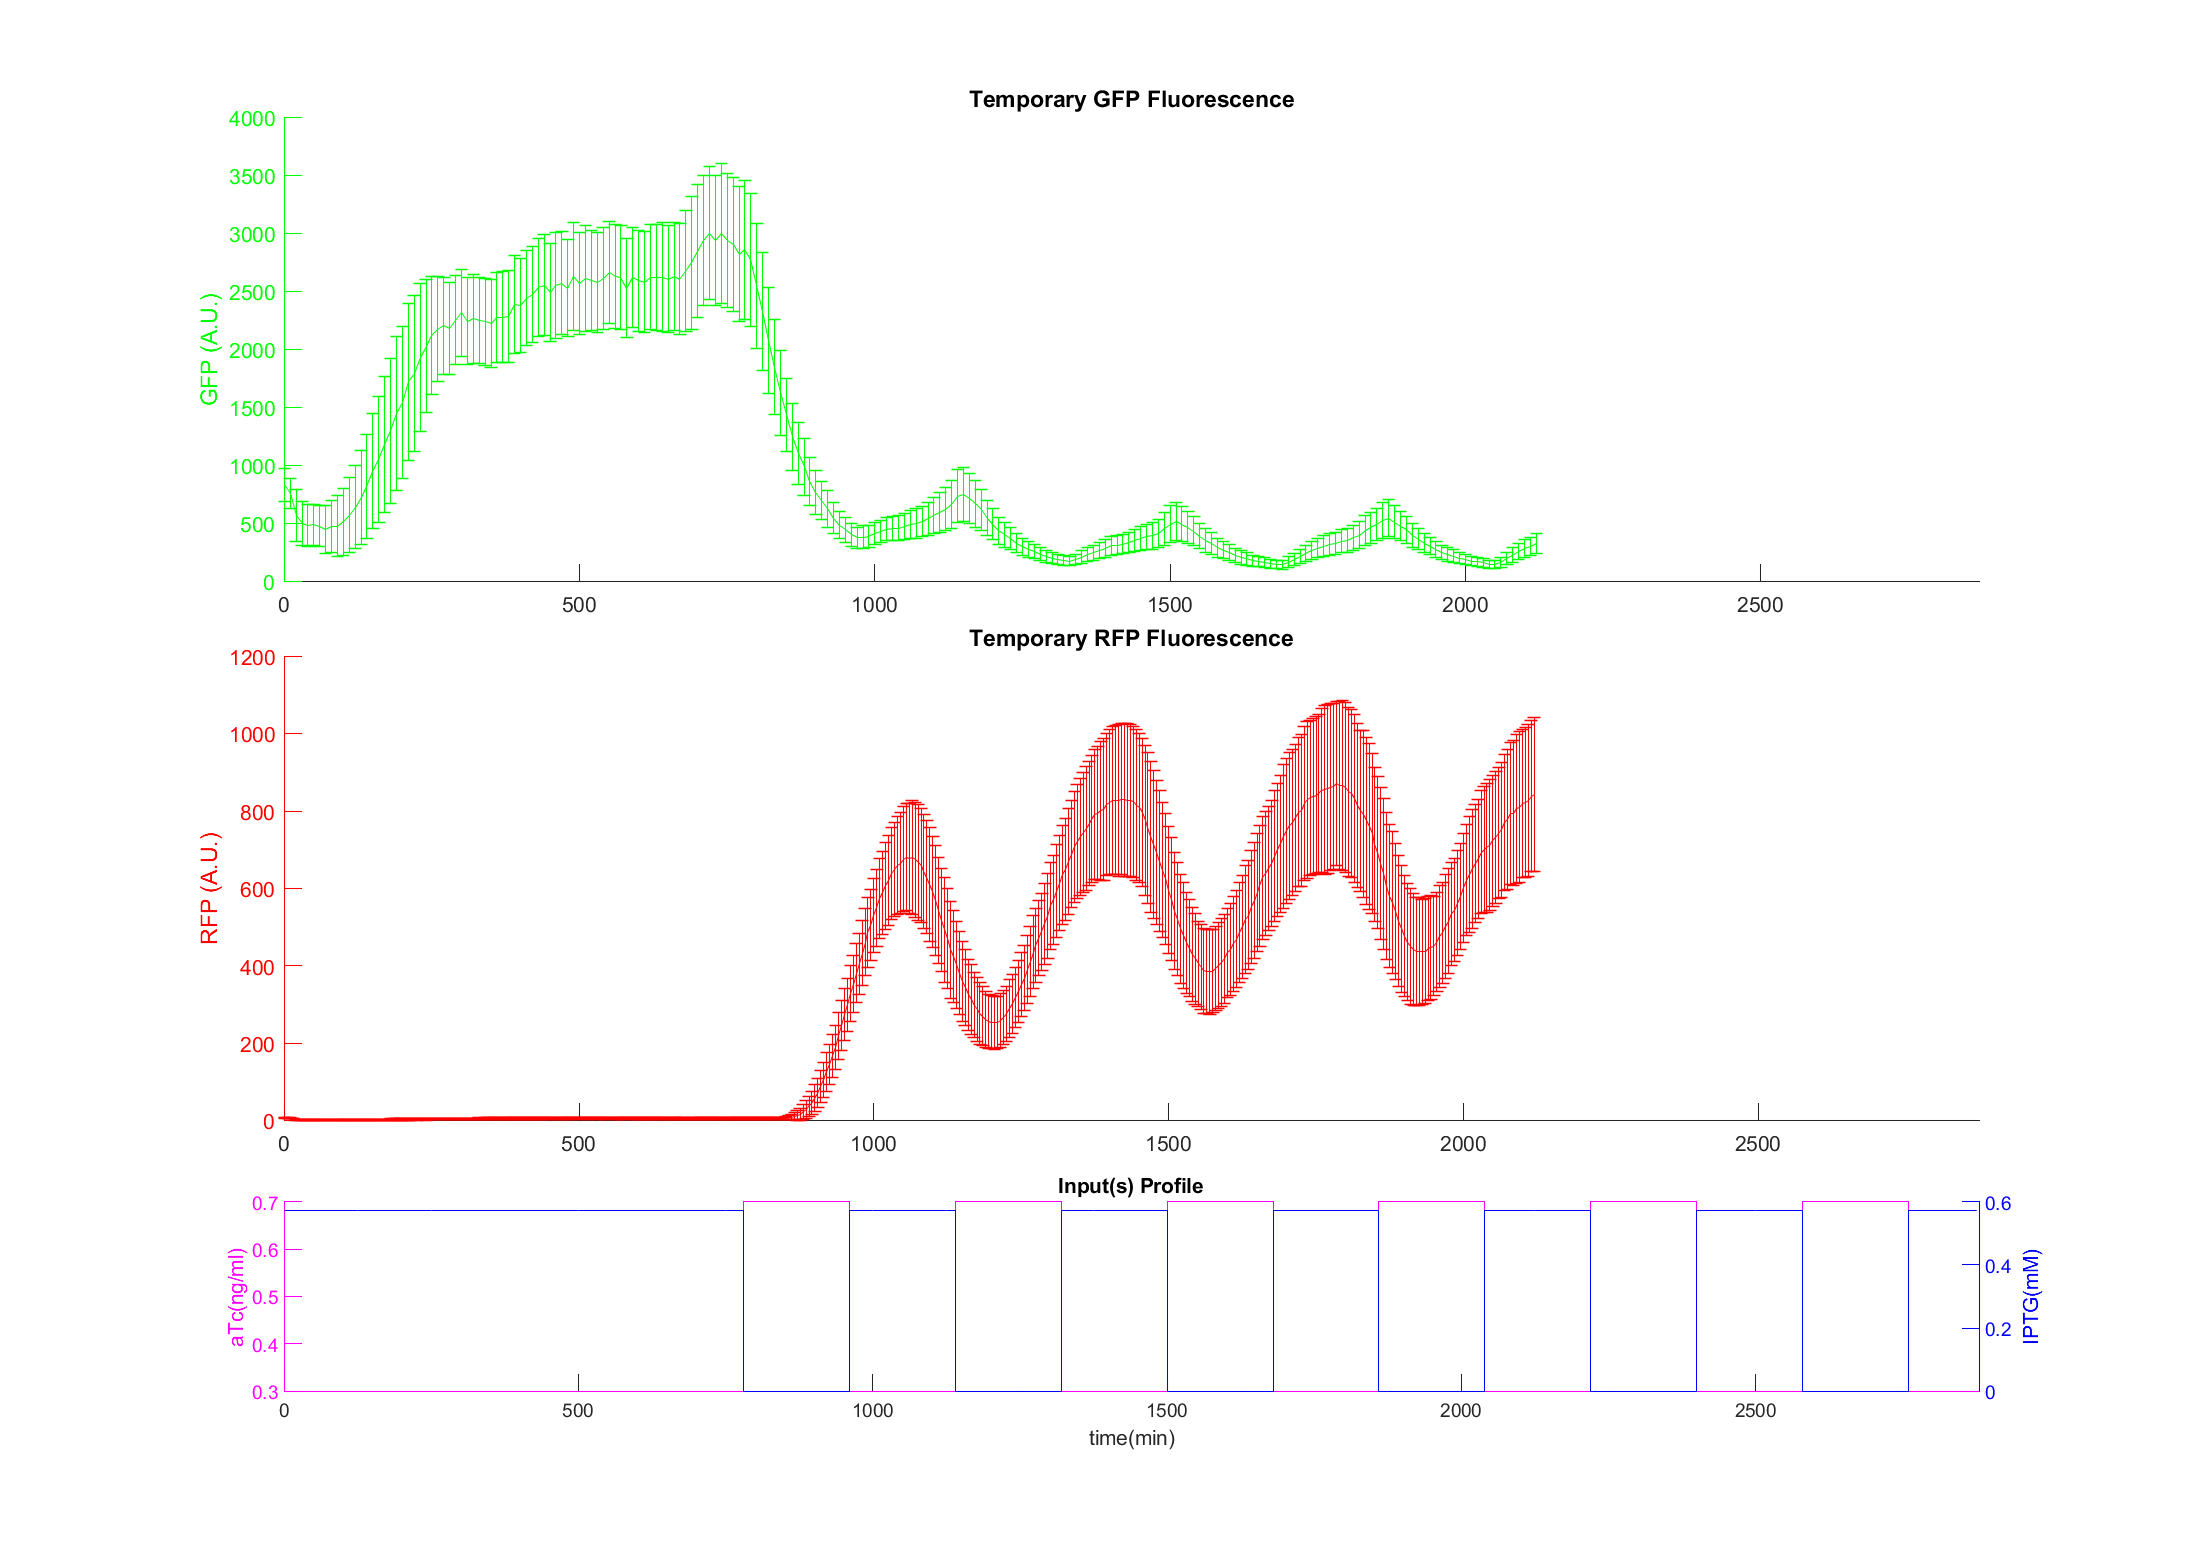 Temporary GFP Fluorescence
4000
3500
3000
2500
2000
1500
1000
500
0
GFP (A.U.)
0 500 1000 1500 2000 2500
Temporary RFP Fluorescence
1200
1000
800
600
400
200
0
RFP (A.U.)
0 500 1000 1500 2000 2500
Input(s) Profile
0.7
0.6
0.5
0.4
0.3
aTc(ng/ml)
0.6
0.4
0.2
0
IPTG(mM)
0 500 1000 1500 2000 2500
time(min)